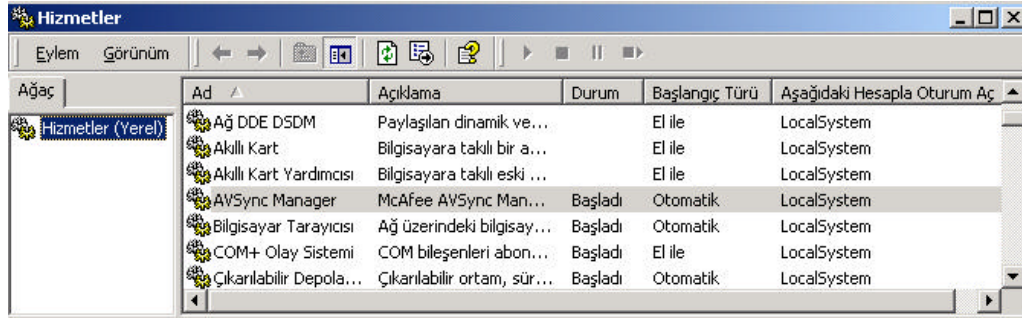 Hizmetler
Eylem Görünüm
Ağaç
Hizmetler (Yerel)
Ad Açıklama Durum Başlangıç Türü Aşağıdaki Hesapla Oturum Aç
Ağ DDE DSDM Paylaşılan dinamik ve... El ile LocalSystem
Akıllı Kart Bilgisayara takılı bir a... El ile LocalSystem
Akıllı Kart Yardımcısı Bilgisayara takılı eski ... El ile LocalSystem
AVSync Manager McAfee AVSync Man... Başladı Otomatik LocalSystem
Bilgisayar Tarayıcısı Ağ üzerindeki bilgisay... Başladı Otomatik LocalSystem
COM+ Olay Sistemi COM bileşenleri abon... Başladı El ile LocalSystem
Çıkarılabilir Depola... Çıkarılabilir ortam, sür... Başladı Otomatik LocalSystem